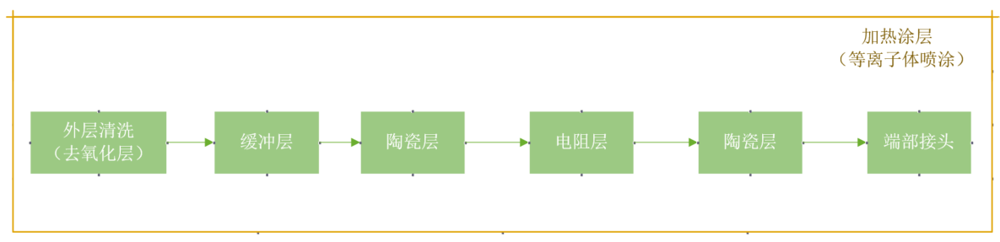 加热涂层
（等离子体喷涂）
外层清洗
（去氧化层）
缓冲层
陶瓷层
电阻层
陶瓷层
端部接头